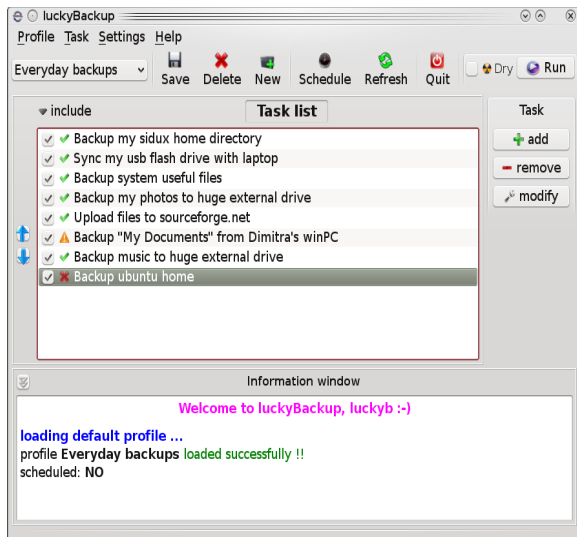 luckyBackup
Profile Task Settings Help
Everyday backups Save Delete New Schedule Refresh Quit Dry Run
include Task list Task
Backup my sidux home directory
Sync my usb flash drive with laptop
Backup system useful files
Backup my photos to huge external drive
Upload files to sourceforge.net
Backup "My Documents" from Dimitra's winPC
Backup music to huge external drive
Backup ubuntu home
add
remove
modify
Information window
Welcome to luckyBackup, luckyb :-)
loading default profile ...
profile Everyday backups loaded successfully !!
scheduled: NO